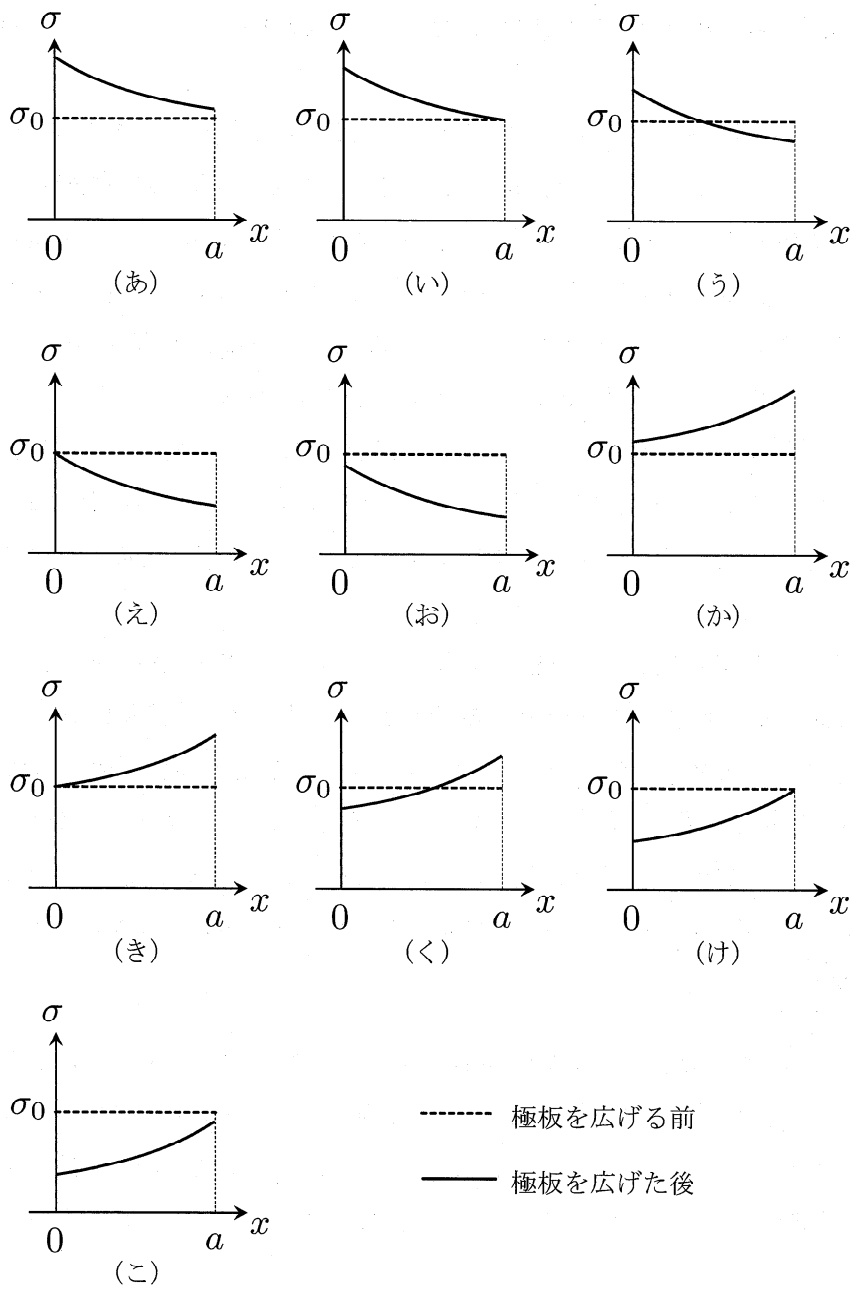 σ σ σ
σ0 σ0 σ0
0 a x 0 a x 0 a x
(あ) (い) (う)
σ σ σ
σ0 σ0 σ0
0 a x 0 a x 0 a x
(え) (お) (か)
σ σ σ
σ0 σ0 σ0
0 a x 0 a x 0 a x
(き) (く) (け)
σ
σ0
極板を広げる前
極板を広げた後
0 a x
(こ)